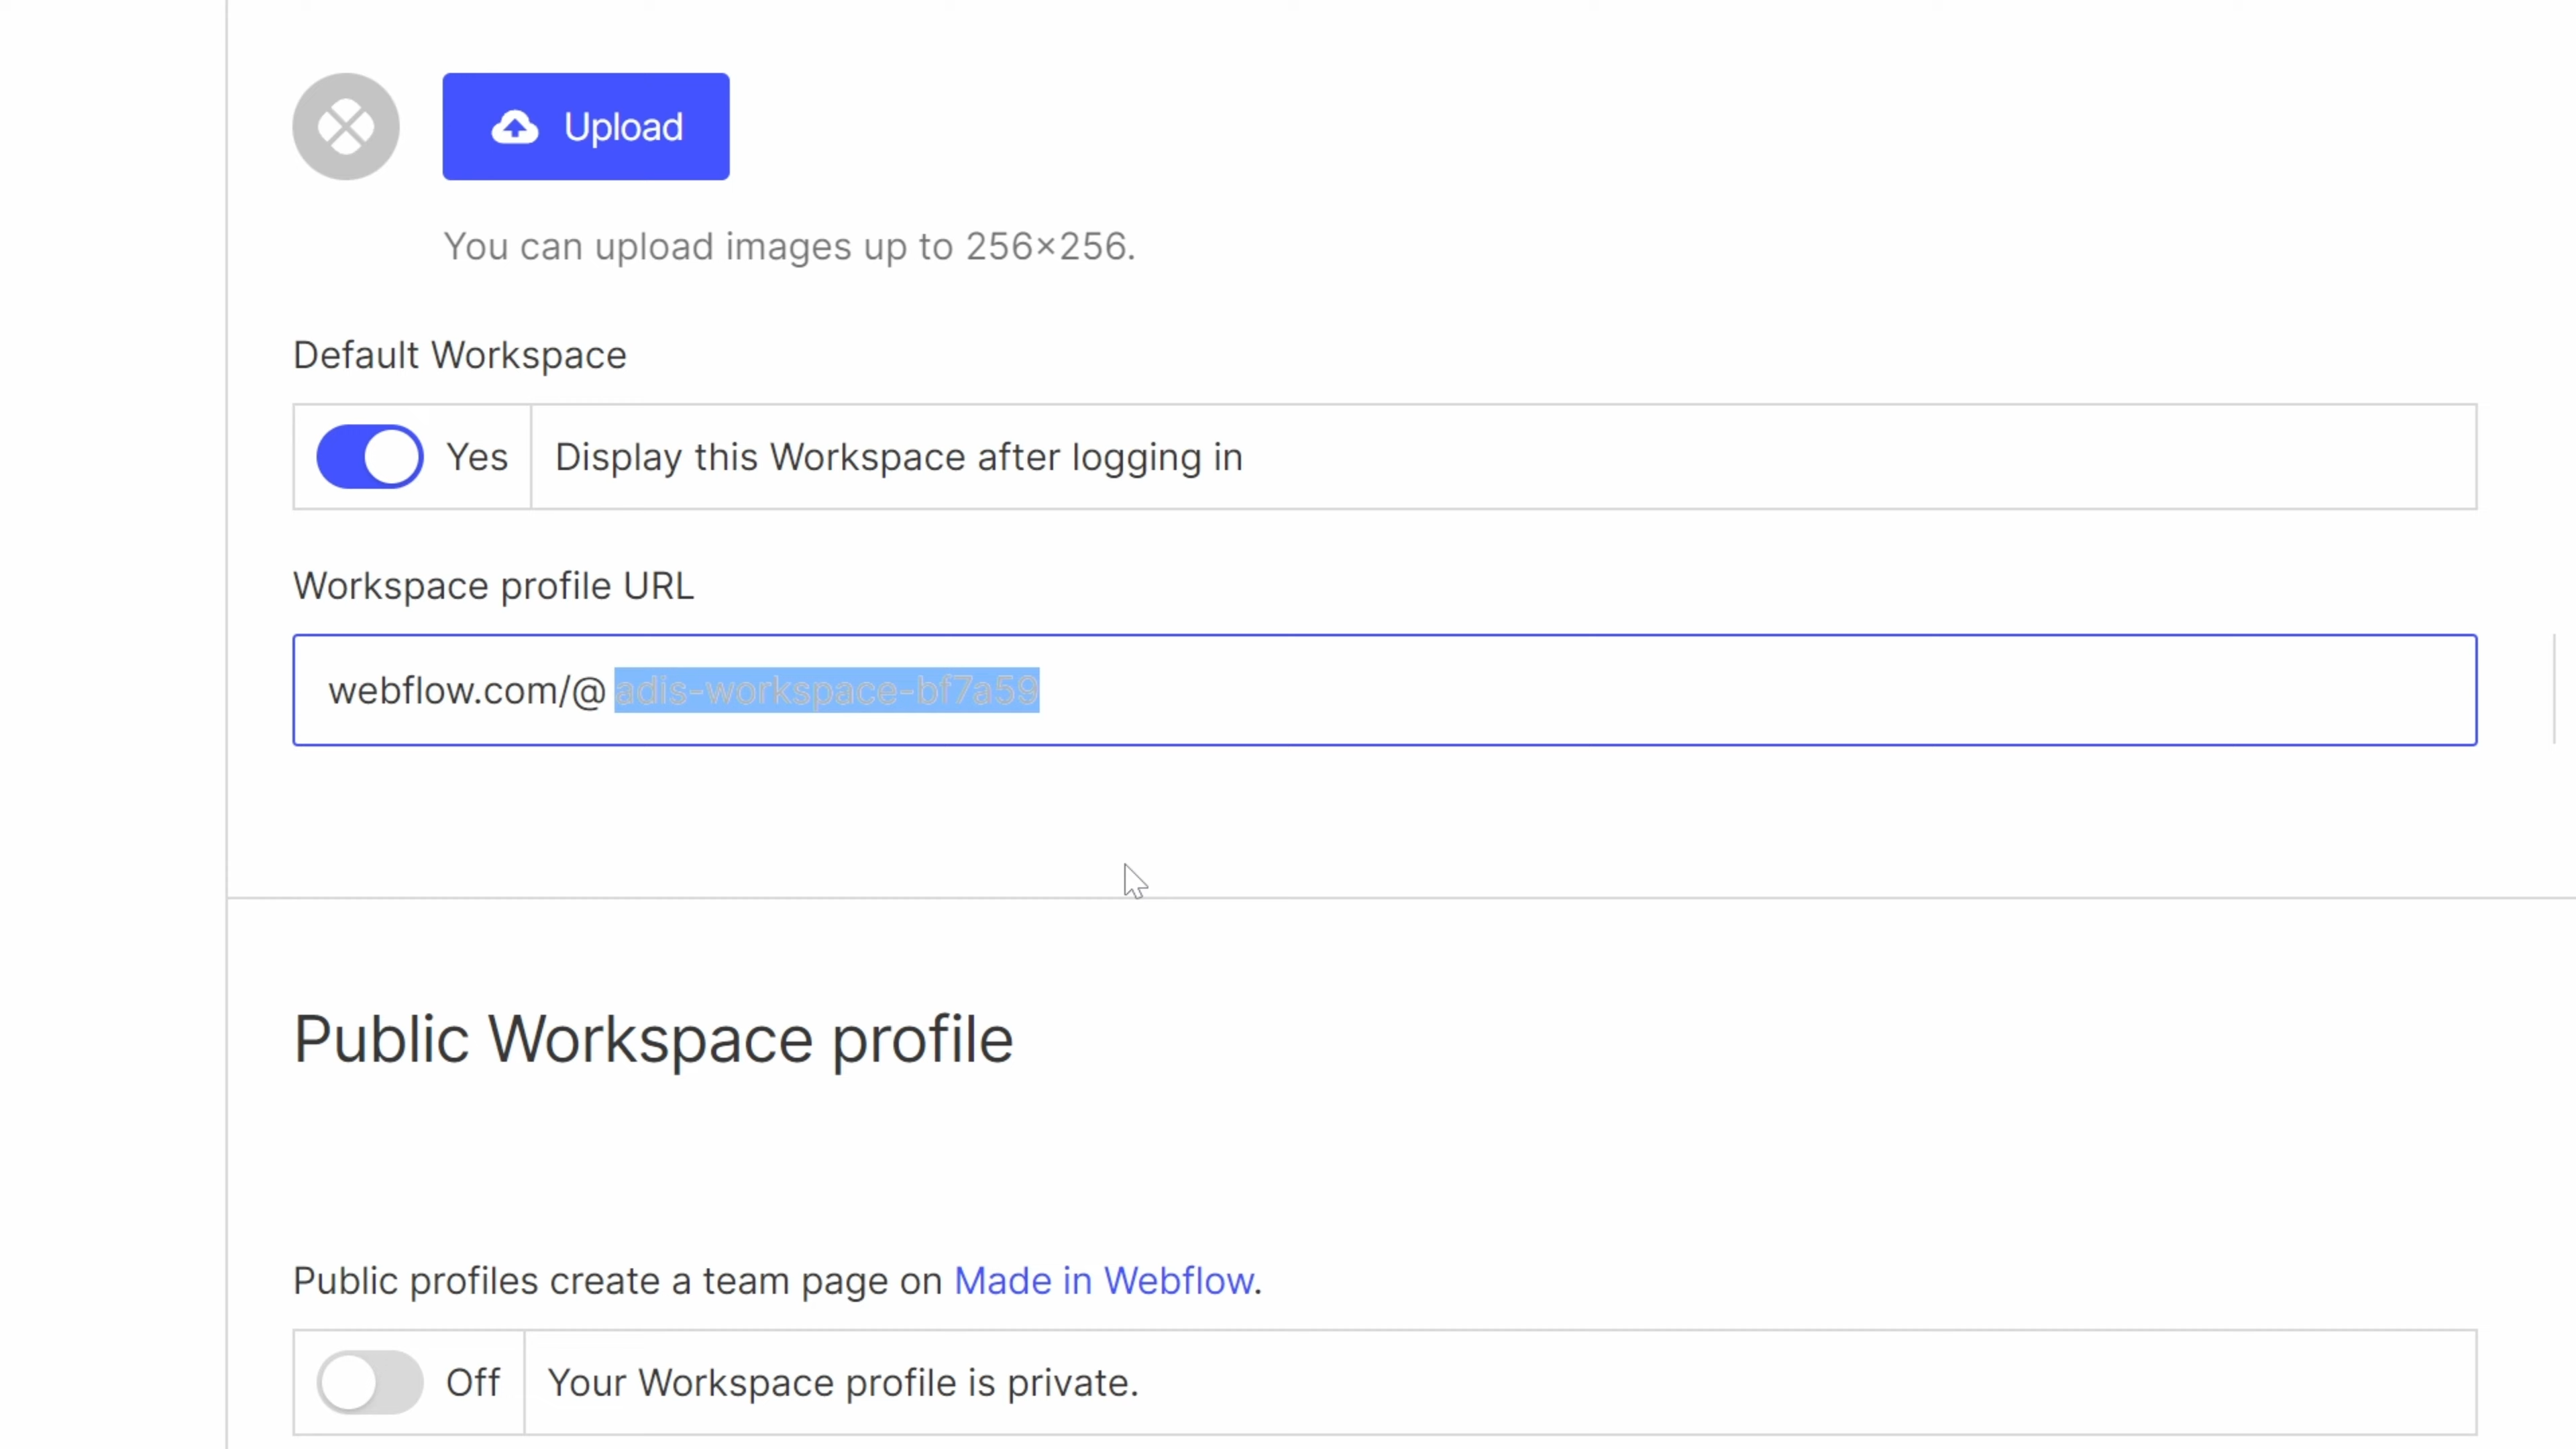 Upload
You can upload images up to 256×256.
Default Workspace
Yes
Display this Workspace after logging in
Workspace profile URL
webflow.com/@ adis-workspace-bf7a59
Public Workspace profile
Public profiles create a team page on Made in Webflow.
Off
Your Workspace profile is private.